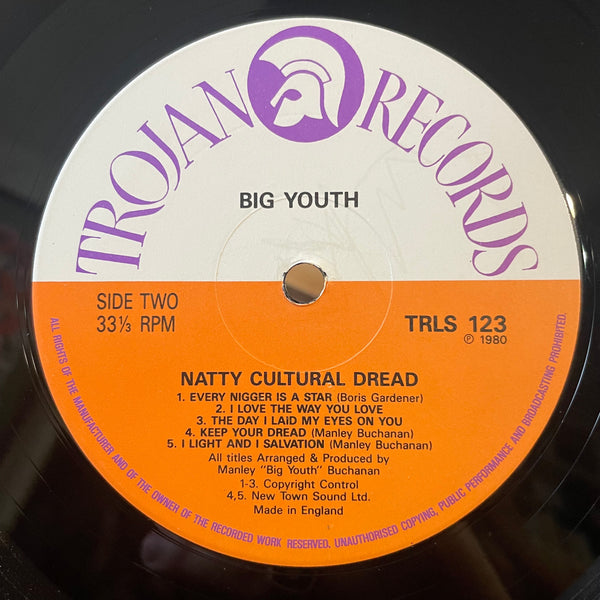 TROJAN RECORDS
BIG YOUTH
SIDE TWO
33⅓ RPM
TRLS 123
℗ 1980
NATTY CULTURAL DREAD
1. EVERY NIGGER IS A STAR (Boris Gardener)
2. I LOVE THE WAY YOU LOVE
3. THE DAY I LAiD MY EYES ON YOU
4. KEEP YOUR DREAD (Manley Buchanan)
5. I LIGHT AND I SALVATION (Manley Buchanan)
All titles Arranged & Produced by
Manley "Big Youth" Buchanan
1-3. Copyright Control
4,5. New Town Sound Ltd.
Made in England
ALL RIGHTS OF THE MANUFACTURER AND OF THE OWNER OF THE RECORDED WORK RESERVED. UNAUTHORISED COPYING, PUBLIC PERFORMANCE AND BROADCASTING PROHIBITED.